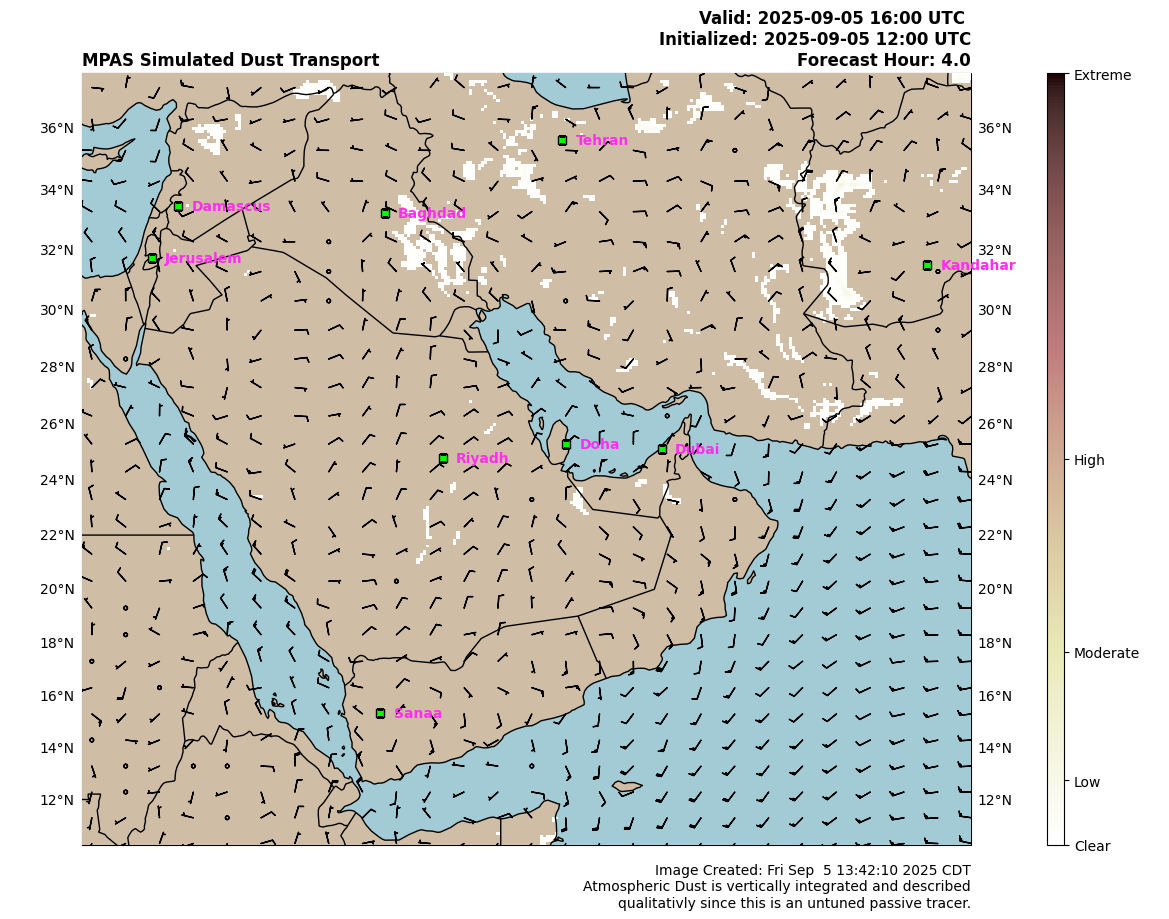 Valid: 2025-09-05 16:00 UTC
Initialized: 2025-09-05 12:00 UTC
MPAS Simulated Dust Transport Forecast Hour: 4.0
Extreme
36°N Tehran 36°N
34°N 34°N
Damascus Baghdad
32°N 32°N
Jerusalem Kandahar
30°N 30°N
28°N 28°N
26°N 26°N
Doha Dubai
Riyadh High
24°N 24°N
22°N 22°N
20°N 20°N
18°N 18°N
Moderate
16°N 16°N
Sanaa
14°N 14°N
Low
12°N 12°N
Clear
Image Created: Fri Sep  5 13:42:10 2025 CDT
Atmospheric Dust is vertically integrated and described
qualitativly since this is an untuned passive tracer.